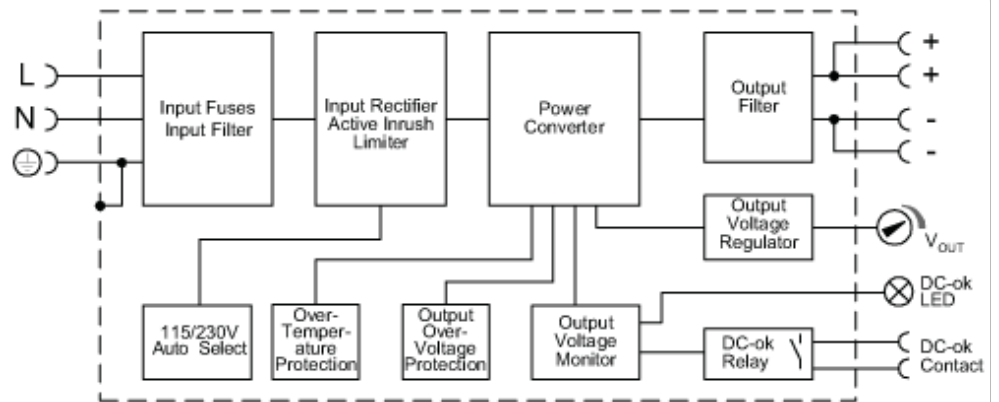 L
N
Input Fuses
Input Filter
Input Rectifier
Active Inrush
Limiter
Power
Converter
Output
Filter
+
+
-
-
Output
Voltage
Regulator
VOUT
115/230V
Auto Select
Over-
Temper-
ature
Protection
Output
Over-
Voltage
Protection
Output
Voltage
Monitor
DC-ok
Relay
DC-ok
LED
DC-ok
Contact